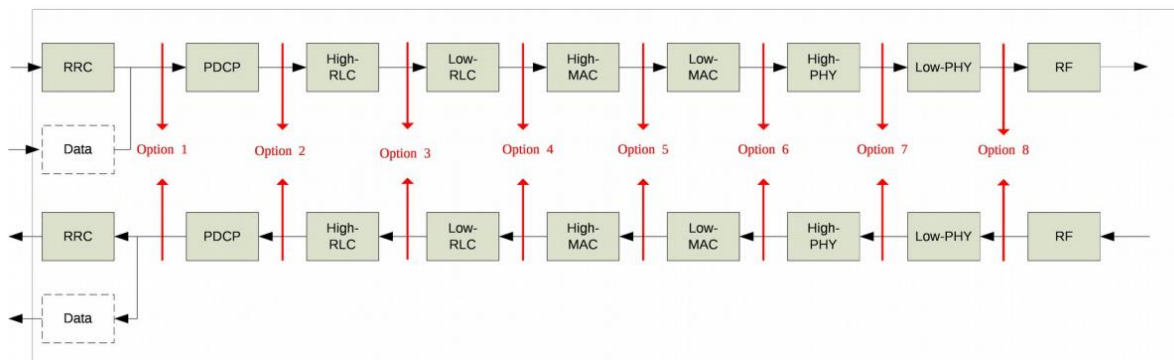 RRC
PDCP
High-
RLC
Low-
RLC
High-
MAC
Low-
MAC
High-
PHY
Low-PHY
RF
Data
Option 1
Option 2
Option 3
Option 4
Option 5
Option 6
Option 7
Option 8
RRC
PDCP
High-
RLC
Low-
RLC
High-
MAC
Low-
MAC
High-
PHY
Low-PHY
RF
Data